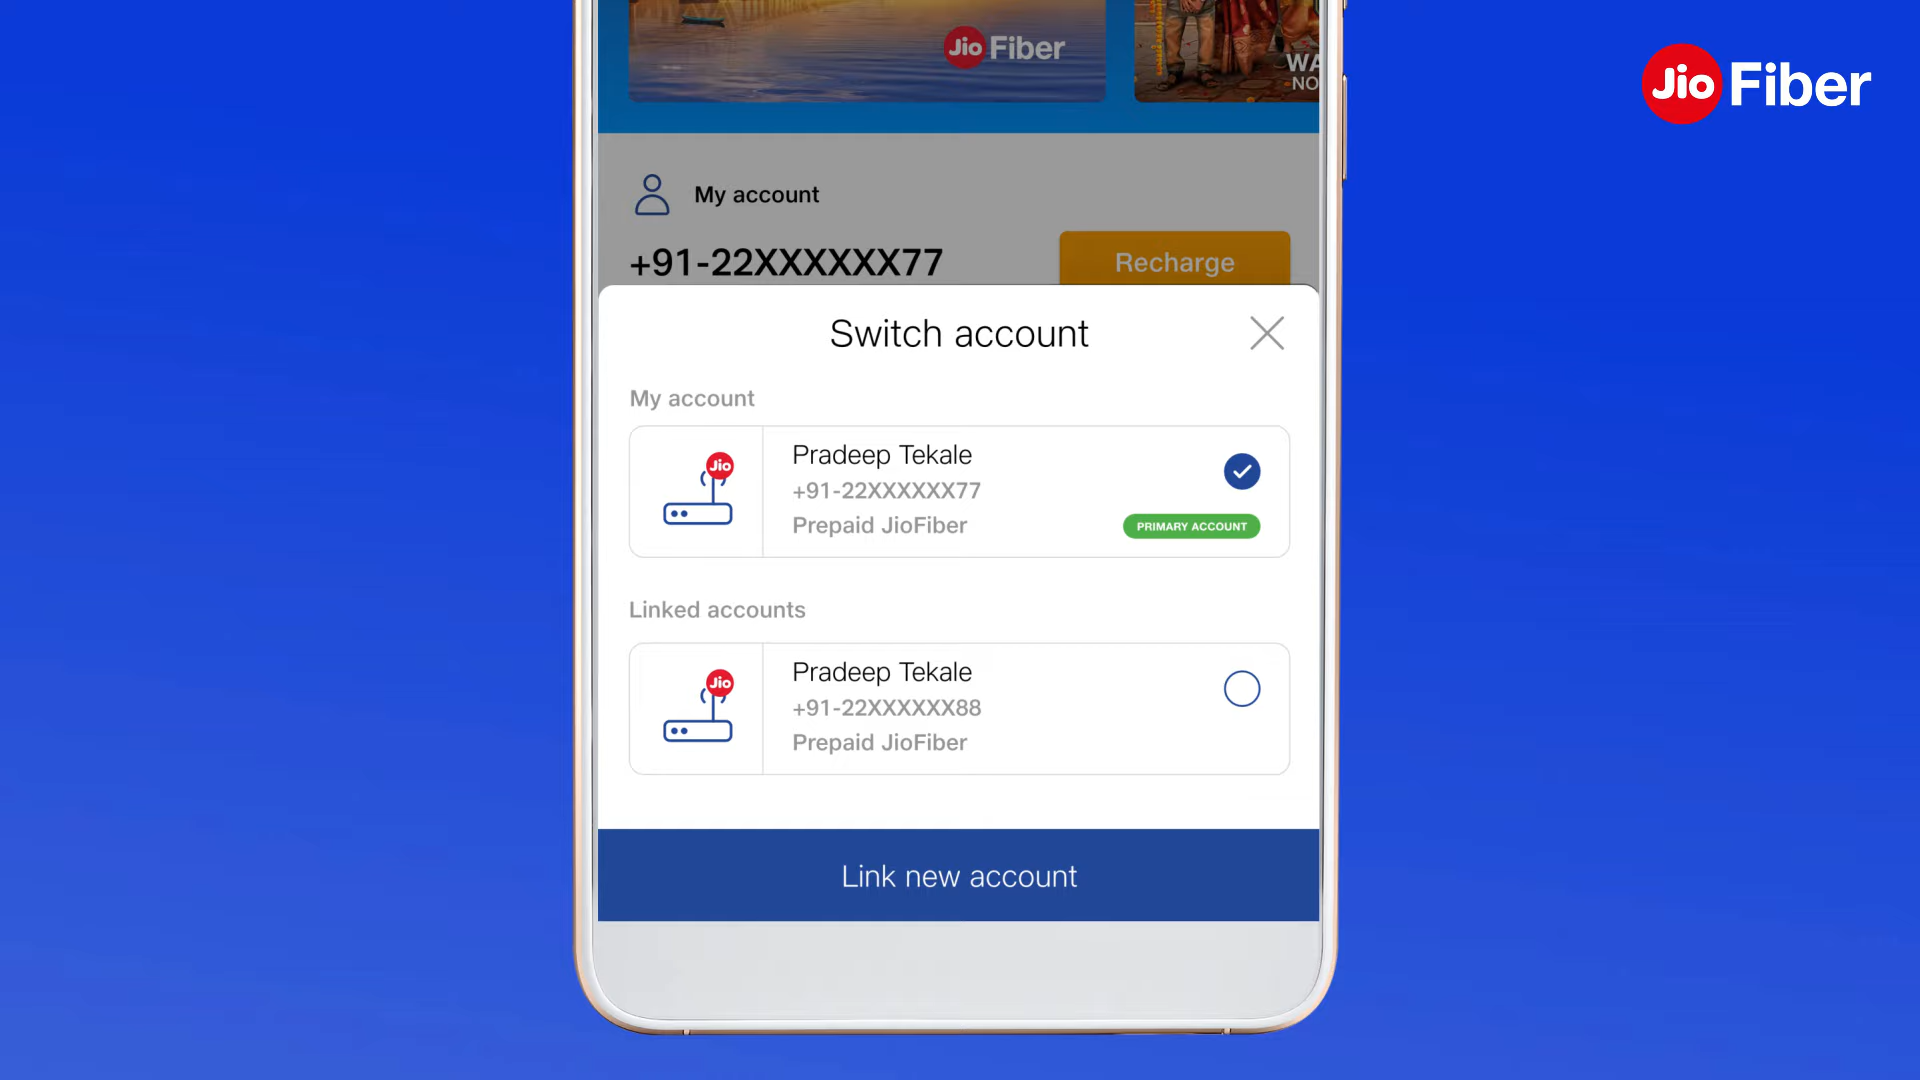 Jio Fiber
WA
NO
Jio Fiber
My account
+91-22XXXXXX77
Recharge
Switch account
My account
Jio
Pradeep Tekale
+91-22XXXXXX77
Prepaid JioFiber
PRIMARY ACCOUNT
Linked accounts
Jio
Pradeep Tekale
+91-22XXXXXX88
Prepaid JioFiber
Link new account